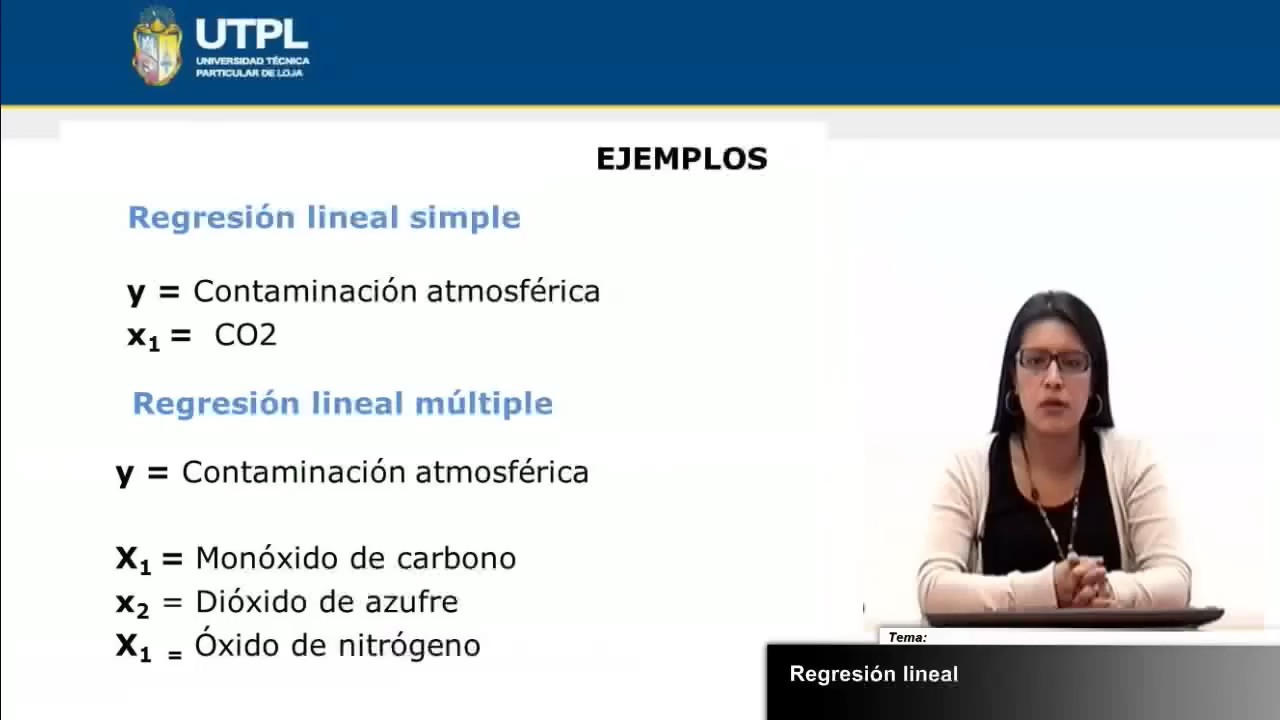 UTPL
UNIVERSIDAD TÉCNICA
PARTICULAR DE LOJA
EJEMPLOS
Regresión lineal simple
y = Contaminación atmosférica
x₁ = CO2
Regresión lineal múltiple
y = Contaminación atmosférica
X₁ = Monóxido de carbono
x₂ = Dióxido de azufre
X₁ = Óxido de nitrógeno
Tema:
Regresión lineal